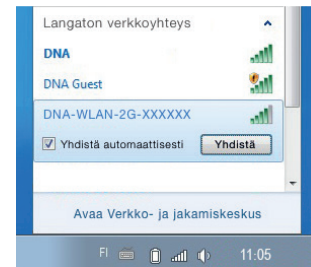 Langaton verkkoyhteys
DNA
DNA Guest
DNA-WLAN-2G-XXXXXX
Yhdistä automaattisesti Yhdistä
Avaa Verkko- ja jakamiskeskus
FI 11:05